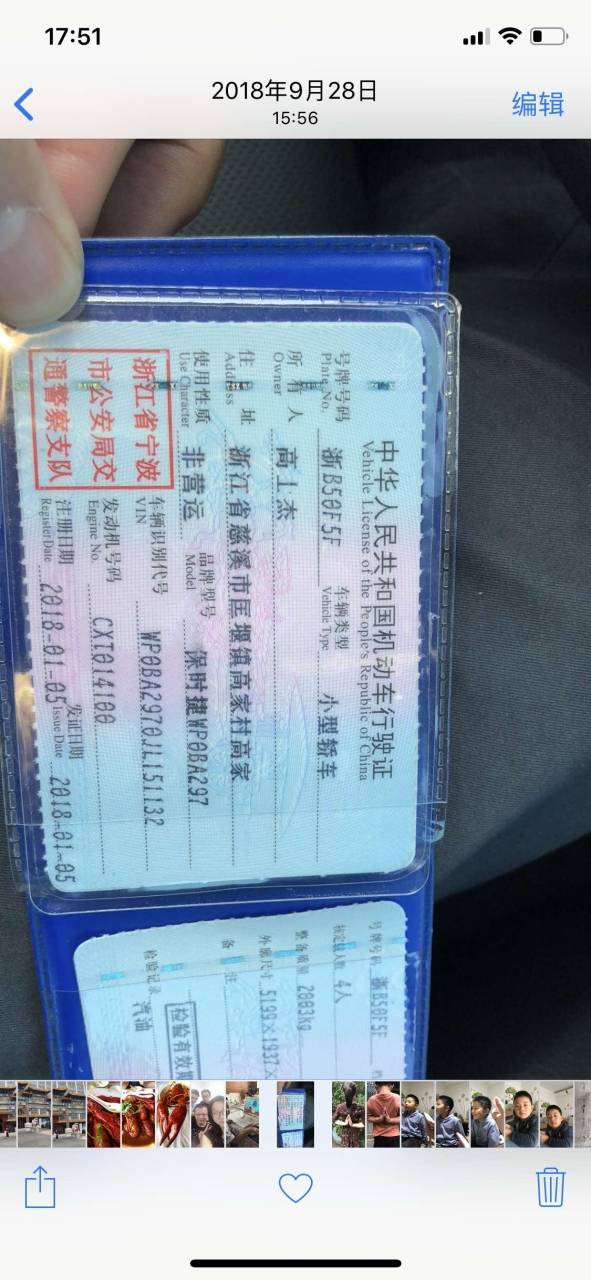 17:51
2018年9月28日
编辑
15:56
中华人民共和国机动车行驶证
Vehicle License of the People's Republic of China
号牌号码 浙B50F5F 车辆类型 小型轿车
Plate No. Vehicle Type
所有人 高上杰
Owner
住址 浙江省慈溪市匡堰镇高家村高家
Address
使用性质 非营运 品牌型号 保时捷WP0BA297
Use Character Model
浙江省宁波
市公安局交
通警察支队
车辆识别代号 WP0BA2970JL151132
VIN
发动机号码 CXT014100
Engine No.
注册日期 2018-01-05 发证日期 2018-01-05
Register Date Issue Date
号牌号码 浙B50F5F
核定载人数 4人
整备质量 2003kg
外廓尺寸 5199×1937×
备注
检验有效期
检验记录 汽油